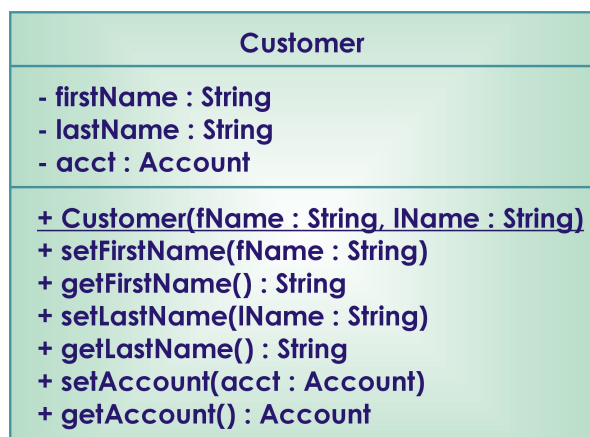 Customer
- firstName : String
- lastName : String
- acct : Account
+ Customer(fName : String, lName : String)
+ setFirstName(fName : String)
+ getFirstName() : String
+ setLastName(lName : String)
+ getLastName() : String
+ setAccount(acct : Account)
+ getAccount() : Account